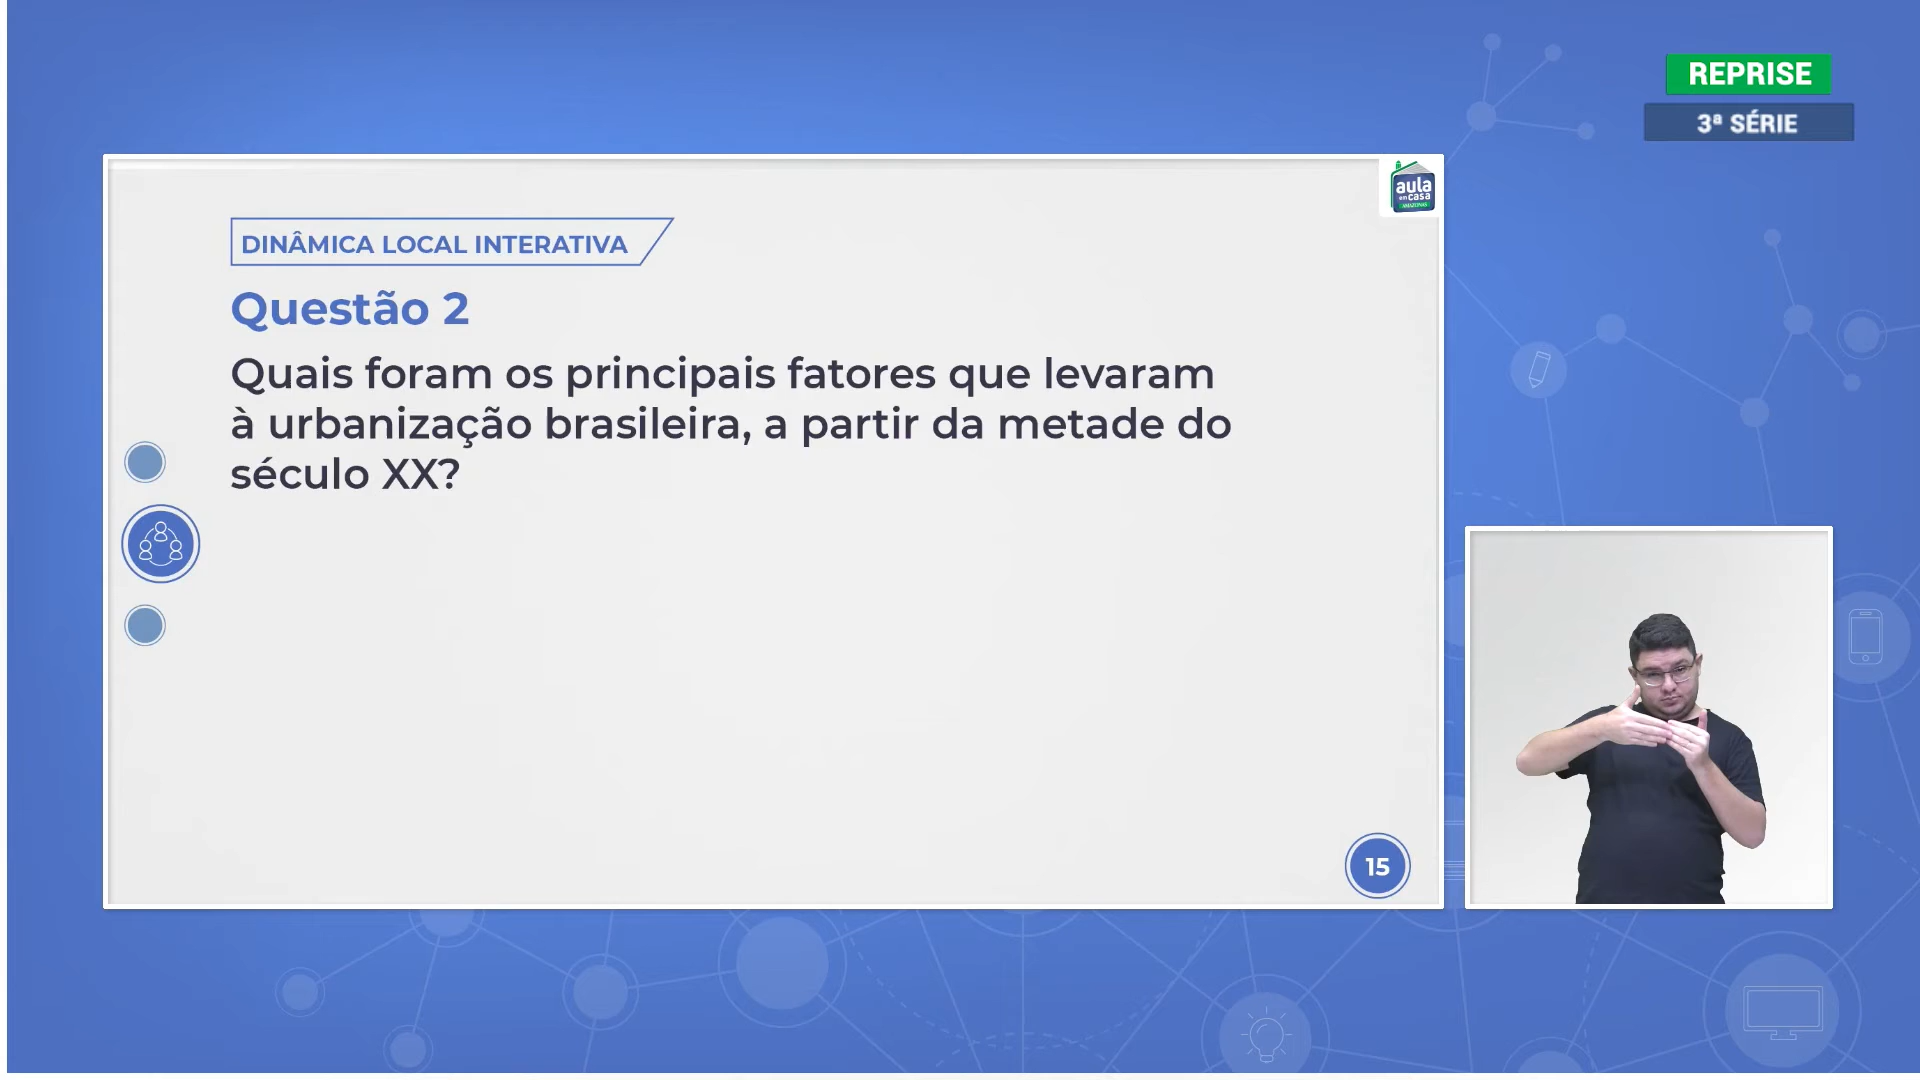 REPRISE
3ª SÉRIE
aula
em casa
AMAZONAS
DINÂMICA LOCAL INTERATIVA
Questão 2
Quais foram os principais fatores que levaram
à urbanização brasileira, a partir da metade do
século XX?
15